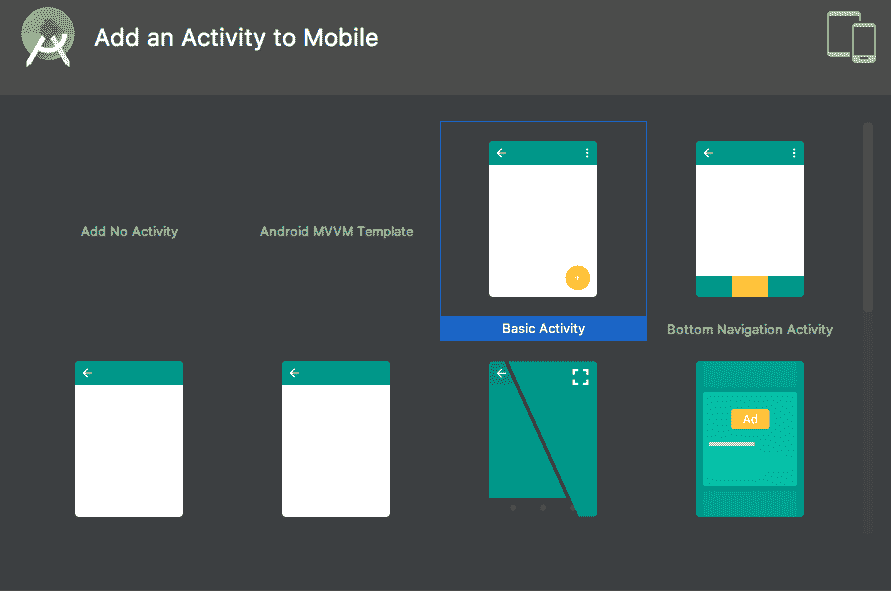 Add an Activity to Mobile
Add No Activity
Android MVVM Template
Basic Activity
Bottom Navigation Activity
Ad